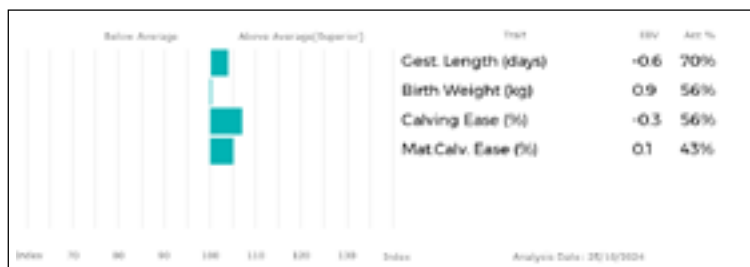 Below Average Above Average(Superior) Trait EBV Acc %
Gest. Length (days) -0.6 70%
Birth Weight (kg) 0.9 56%
Calving Ease (%) -0.3 56%
Mat.Calv. Ease (%) 0.1 43%
Index 70 80 90 100 110 120 130 Index Analysis Date: 25/10/2024